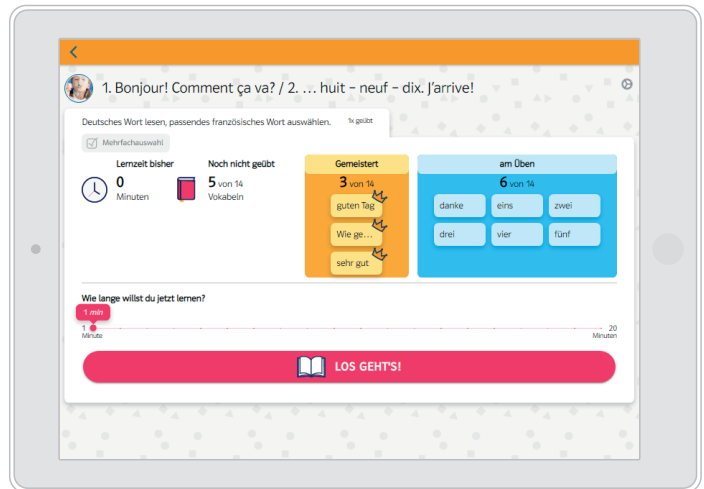 1. Bonjour! Comment ça va? / 2. ... huit – neuf – dix. J'arrive!
Deutsches Wort lesen, passendes französisches Wort auswählen. 1x geübt
Mehrfachauswahl
Lernzeit bisher
0
Minuten
Noch nicht geübt
5 von 14
Vokabeln
Gemeistert
3 von 14
guten Tag
Wie ge...
sehr gut
am Üben
6 von 14
danke eins zwei
drei vier fünf
Wie lange willst du jetzt lernen?
1 min
1
Minute
20
Minuten
LOS GEHT'S!